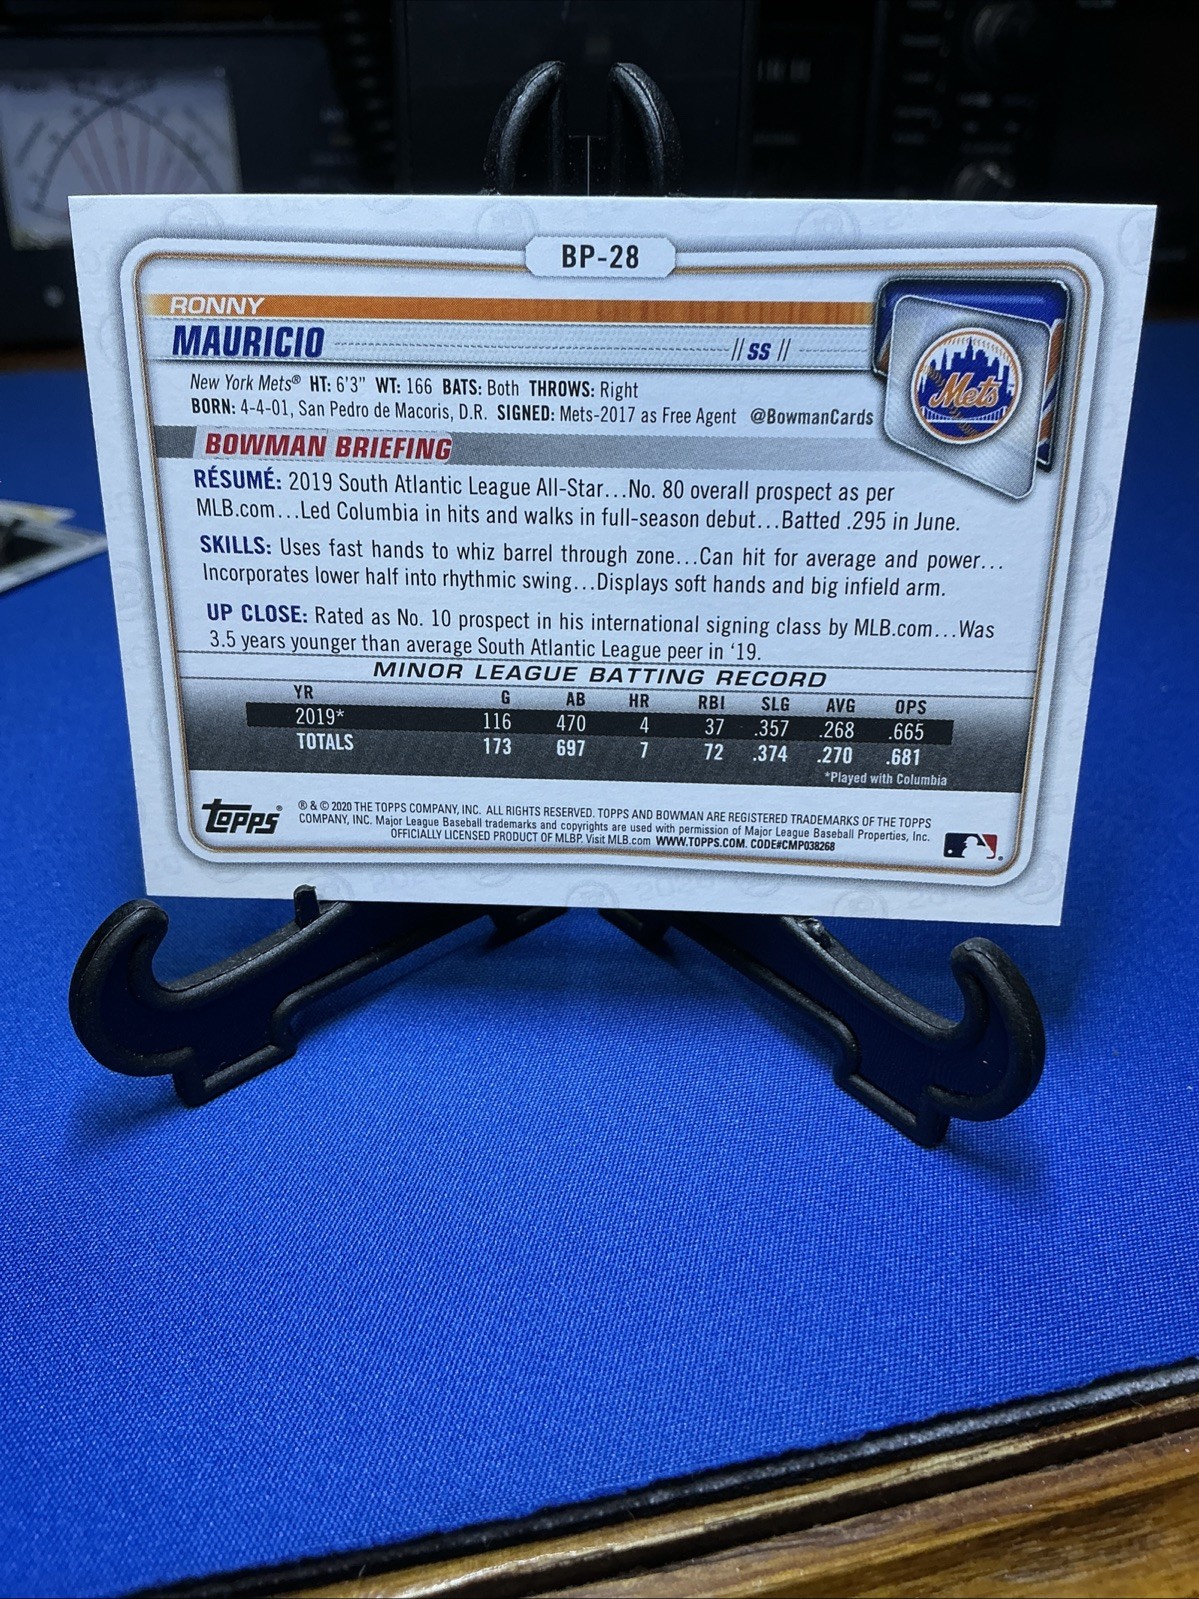 BP-28
RONNY
MAURICIO // SS //
Mets
New York Mets® HT: 6'3" WT: 166 BATS: Both THROWS: Right
BORN: 4-4-01, San Pedro de Macoris, D.R. SIGNED: Mets-2017 as Free Agent @BowmanCards
BOWMAN BRIEFING
RÉSUMÉ: 2019 South Atlantic League All-Star...No. 80 overall prospect as per
MLB.com...Led Columbia in hits and walks in full-season debut...Batted .295 in June.
SKILLS: Uses fast hands to whiz barrel through zone...Can hit for average and power...
Incorporates lower half into rhythmic swing...Displays soft hands and big infield arm.
UP CLOSE: Rated as No. 10 prospect in his international signing class by MLB.com...Was
3.5 years younger than average South Atlantic League peer in '19.
MINOR LEAGUE BATTING RECORD
YR G AB HR RBI SLG AVG OPS
2019* 116 470 4 37 .357 .268 .665
TOTALS 173 697 7 72 .374 .270 .681
*Played with Columbia
Topps®
® & © 2020 THE TOPPS COMPANY, INC. ALL RIGHTS RESERVED. TOPPS AND BOWMAN ARE REGISTERED TRADEMARKS OF THE TOPPS
COMPANY, INC. Major League Baseball trademarks and copyrights are used with permission of Major League Baseball Properties, Inc.
OFFICIALLY LICENSED PRODUCT OF MLBP. Visit MLB.com WWW.TOPPS.COM. CODE#CMP038268